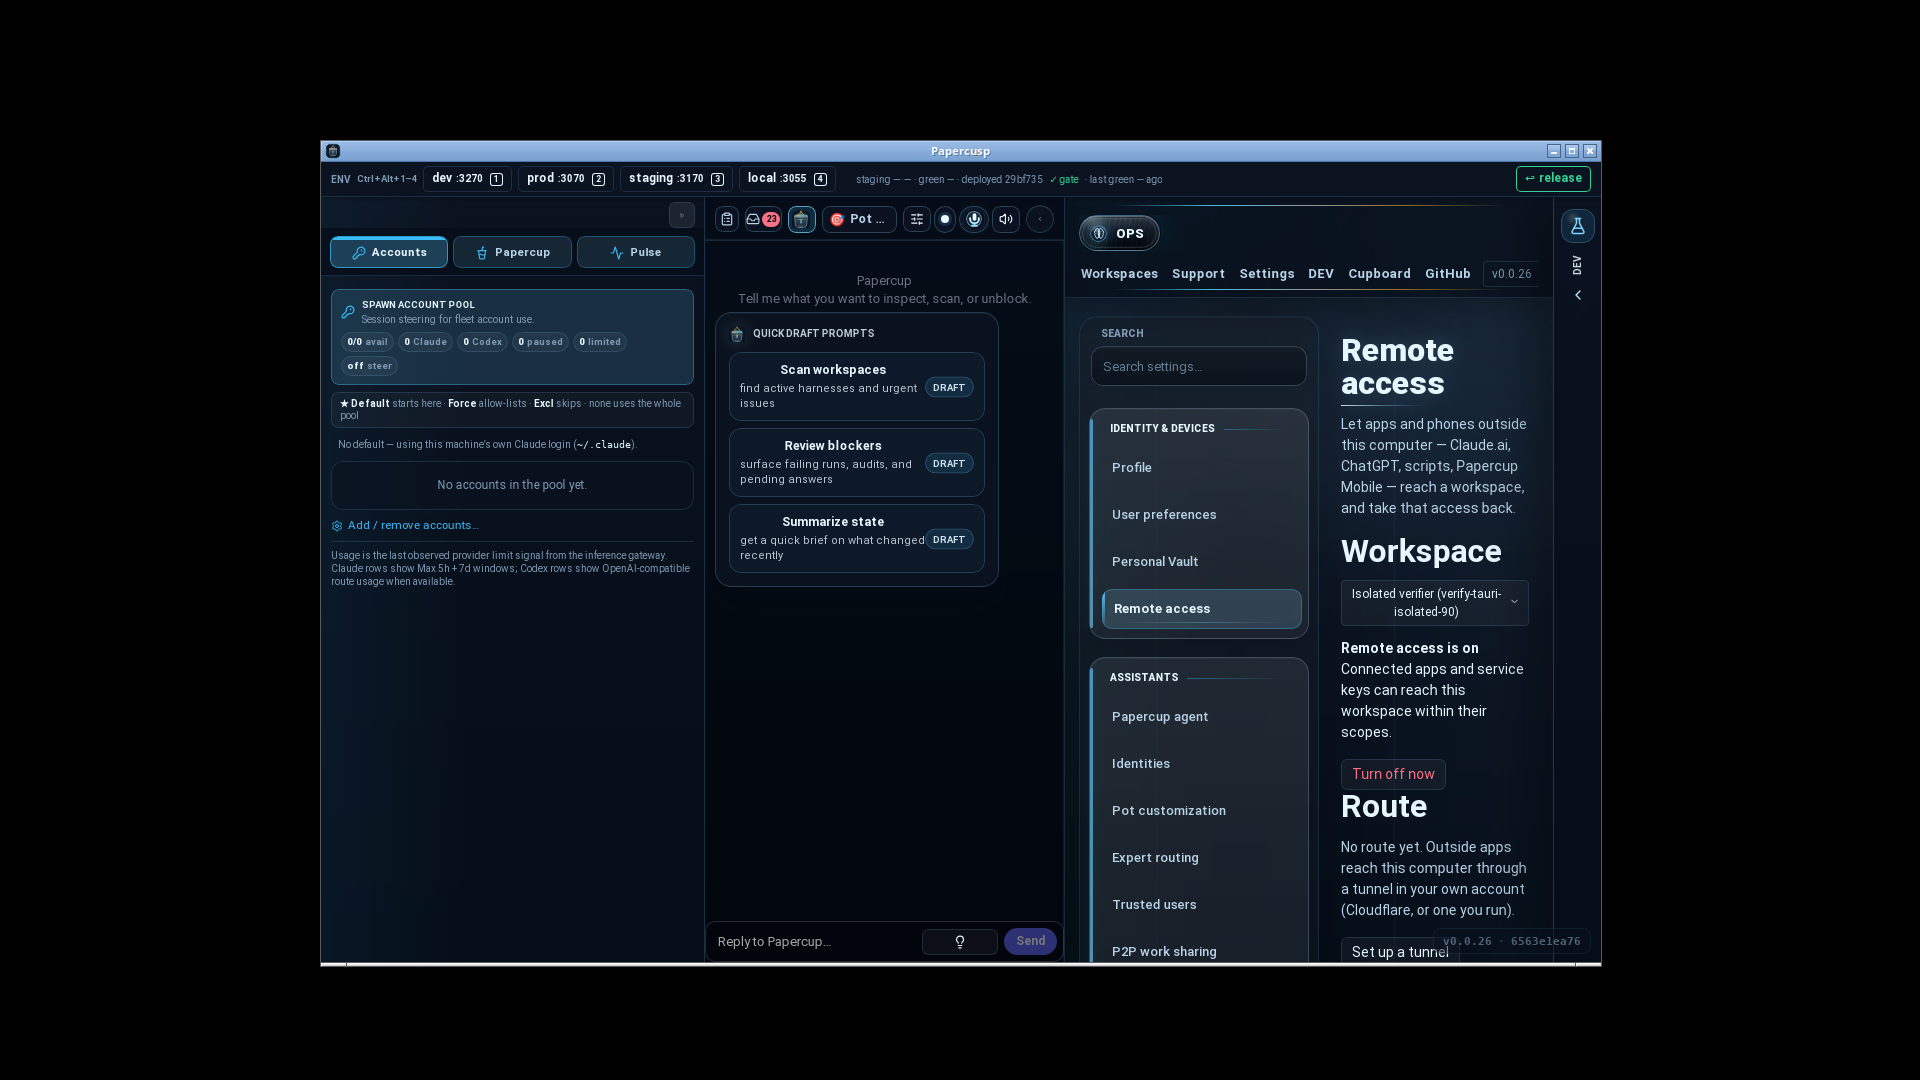 Papercusp
ENV Ctrl+Alt+1–4 dev :3270 1 prod :3070 2 staging :3170 3 local :3055 4 staging — — · green — · deployed 29bf735 ✓ gate · last green — ago ↩ release
Accounts Papercup Pulse
SPAWN ACCOUNT POOL
Session steering for fleet account use.
0/0 avail 0 Claude 0 Codex 0 paused 0 limited
off steer
★ Default starts here · Force allow-lists · Excl skips · none uses the whole
pool
No default — using this machine's own Claude login (~/.claude).
No accounts in the pool yet.
Add / remove accounts…
Usage is the last observed provider limit signal from the inference gateway.
Claude rows show Max 5h + 7d windows; Codex rows show OpenAI-compatible
route usage when available.
23 Pot ...
Papercup
Tell me what you want to inspect, scan, or unblock.
QUICK DRAFT PROMPTS
Scan workspaces
find active harnesses and urgent
issues
DRAFT
Review blockers
surface failing runs, audits, and
pending answers
DRAFT
Summarize state
get a quick brief on what changed
recently
DRAFT
Reply to Papercup...
Send
OPS
Workspaces Support Settings DEV Cupboard GitHub v0.0.26
SEARCH
Search settings...
IDENTITY & DEVICES
Profile
User preferences
Personal Vault
Remote access
ASSISTANTS
Papercup agent
Identities
Pot customization
Expert routing
Trusted users
P2P work sharing
Remote
access
Let apps and phones outside
this computer — Claude.ai,
ChatGPT, scripts, Papercup
Mobile — reach a workspace,
and take that access back.
Workspace
Isolated verifier (verify-tauri-
isolated-90)
Remote access is on
Connected apps and service
keys can reach this
workspace within their
scopes.
Turn off now
Route
No route yet. Outside apps
reach this computer through
a tunnel in your own account
(Cloudflare, or one you run).
Set up a tunnel
v0.0.26 · 6563e1ea76
DEV